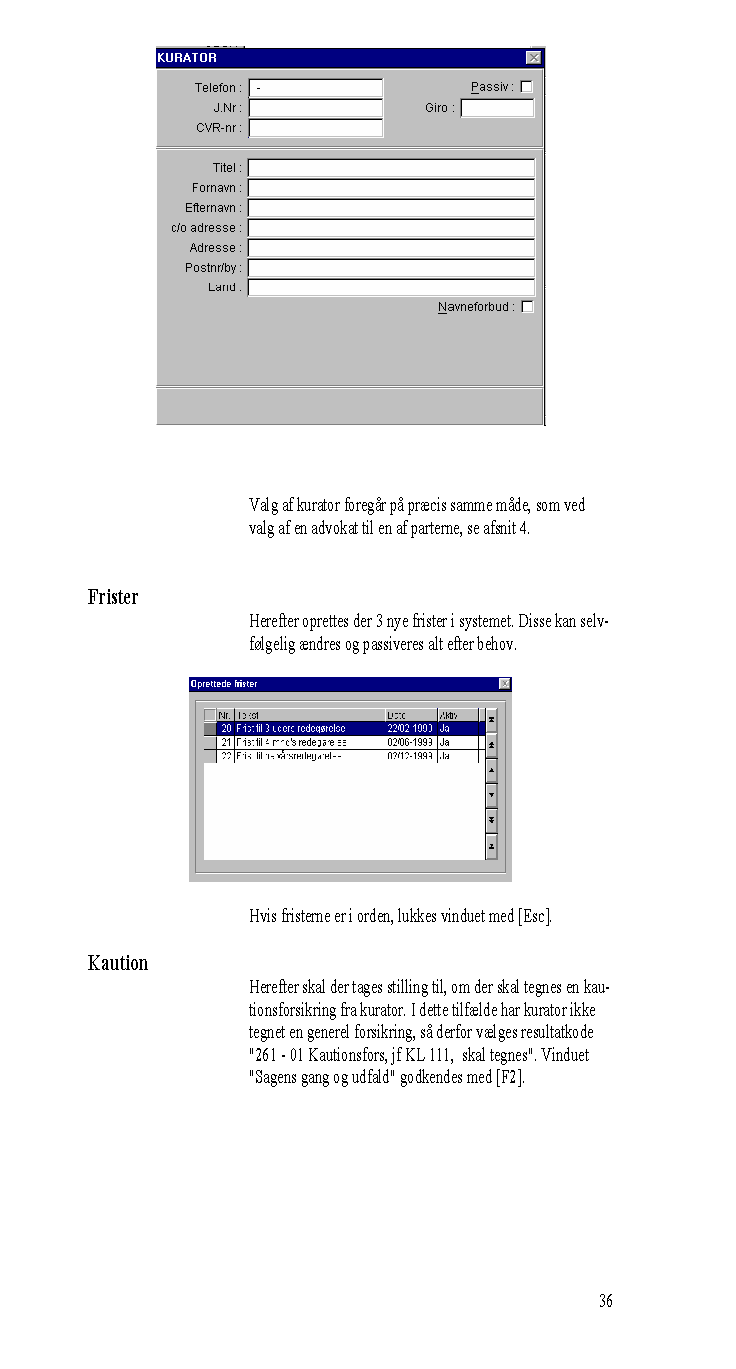 KURATOR
Telefon : -
Passiv :
J.Nr :
Giro :
CVR-nr :
Titel :
Fornavn :
Efternavn :
c/o adresse :
Adresse :
Postnr/by :
Land :
Navneforbud :
Valg af kurator foregår på præcis samme måde, som ved
valg af en advokat til en af parterne, se afsnit 4.
Frister
Herefter oprettes der 3 nye frister i systemet. Disse kan selv-
følgelig ændres og passiveres alt efter behov.
Oprettede frister
Nr. Tekst Dato Aktiv
20 Frist til 3 ugers redegørelse 22/02-1999 Ja
21 Frist til 4 mnd's redegørelse 02/06-1999 Ja
22 Frist til 02/12-1999 Ja
Hvis fristerne er i orden, lukkes vinduet med [Esc].
Kaution
Herefter skal der tages stilling til, om der skal tegnes en kau-
tionsforsikring fra kurator. I dette tilfælde har kurator ikke
tegnet en generel forsikring, så derfor vælges resultatkode
"261 - 01 Kautionsfors, jf KL 111, skal tegnes". Vinduet
"Sagens gang og udfald" godkendes med [F2].
36